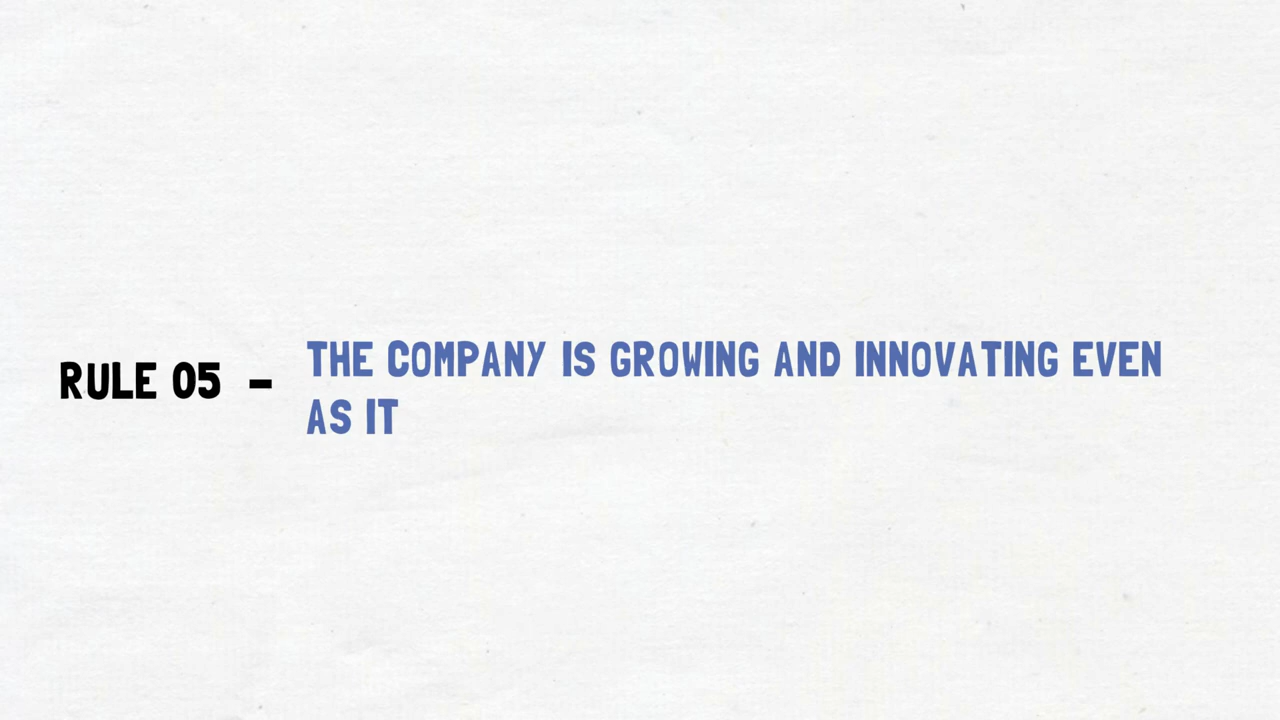 RULE 05 –
THE COMPANY IS GROWING AND INNOVATING EVEN
AS IT